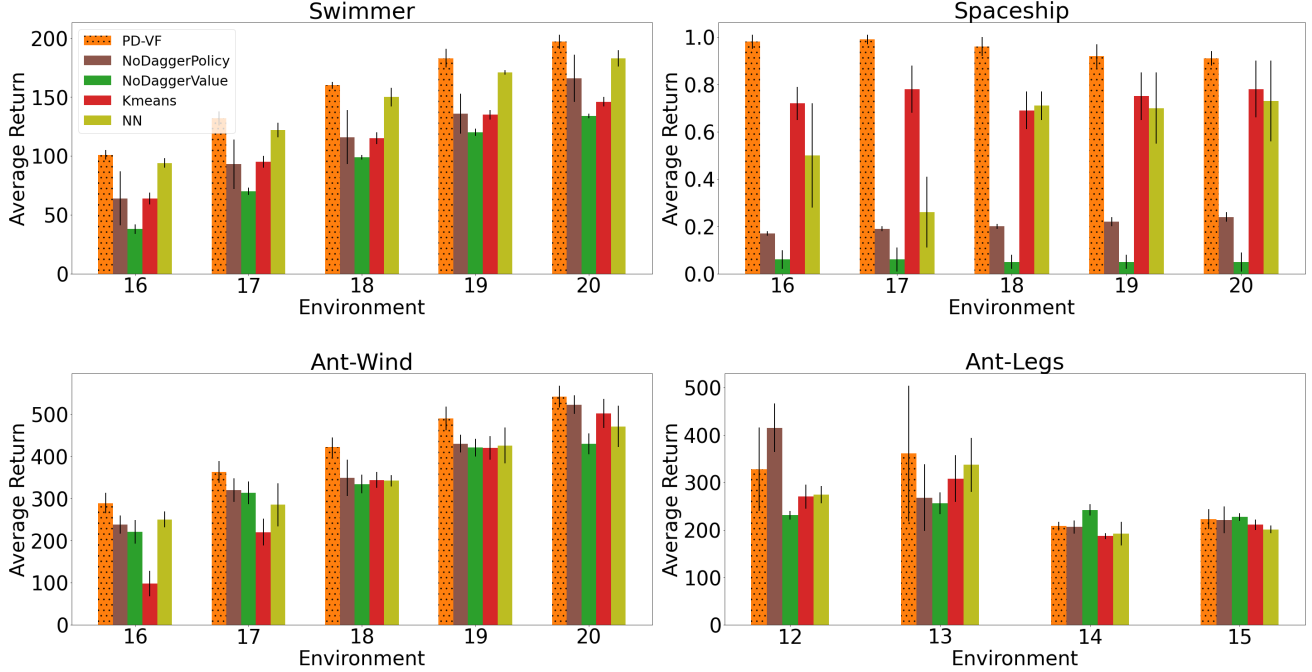 Swimmer
Average Return
200
150
100
50
0
PD-VF
NoDaggerPolicy
NoDaggerValue
Kmeans
NN
16 17 18 19 20
Environment
Spaceship
Average Return
1.0
0.8
0.6
0.4
0.2
0.0
16 17 18 19 20
Environment
Ant-Wind
Average Return
500
400
300
200
100
0
16 17 18 19 20
Environment
Ant-Legs
Average Return
500
400
300
200
100
0
12 13 14 15
Environment